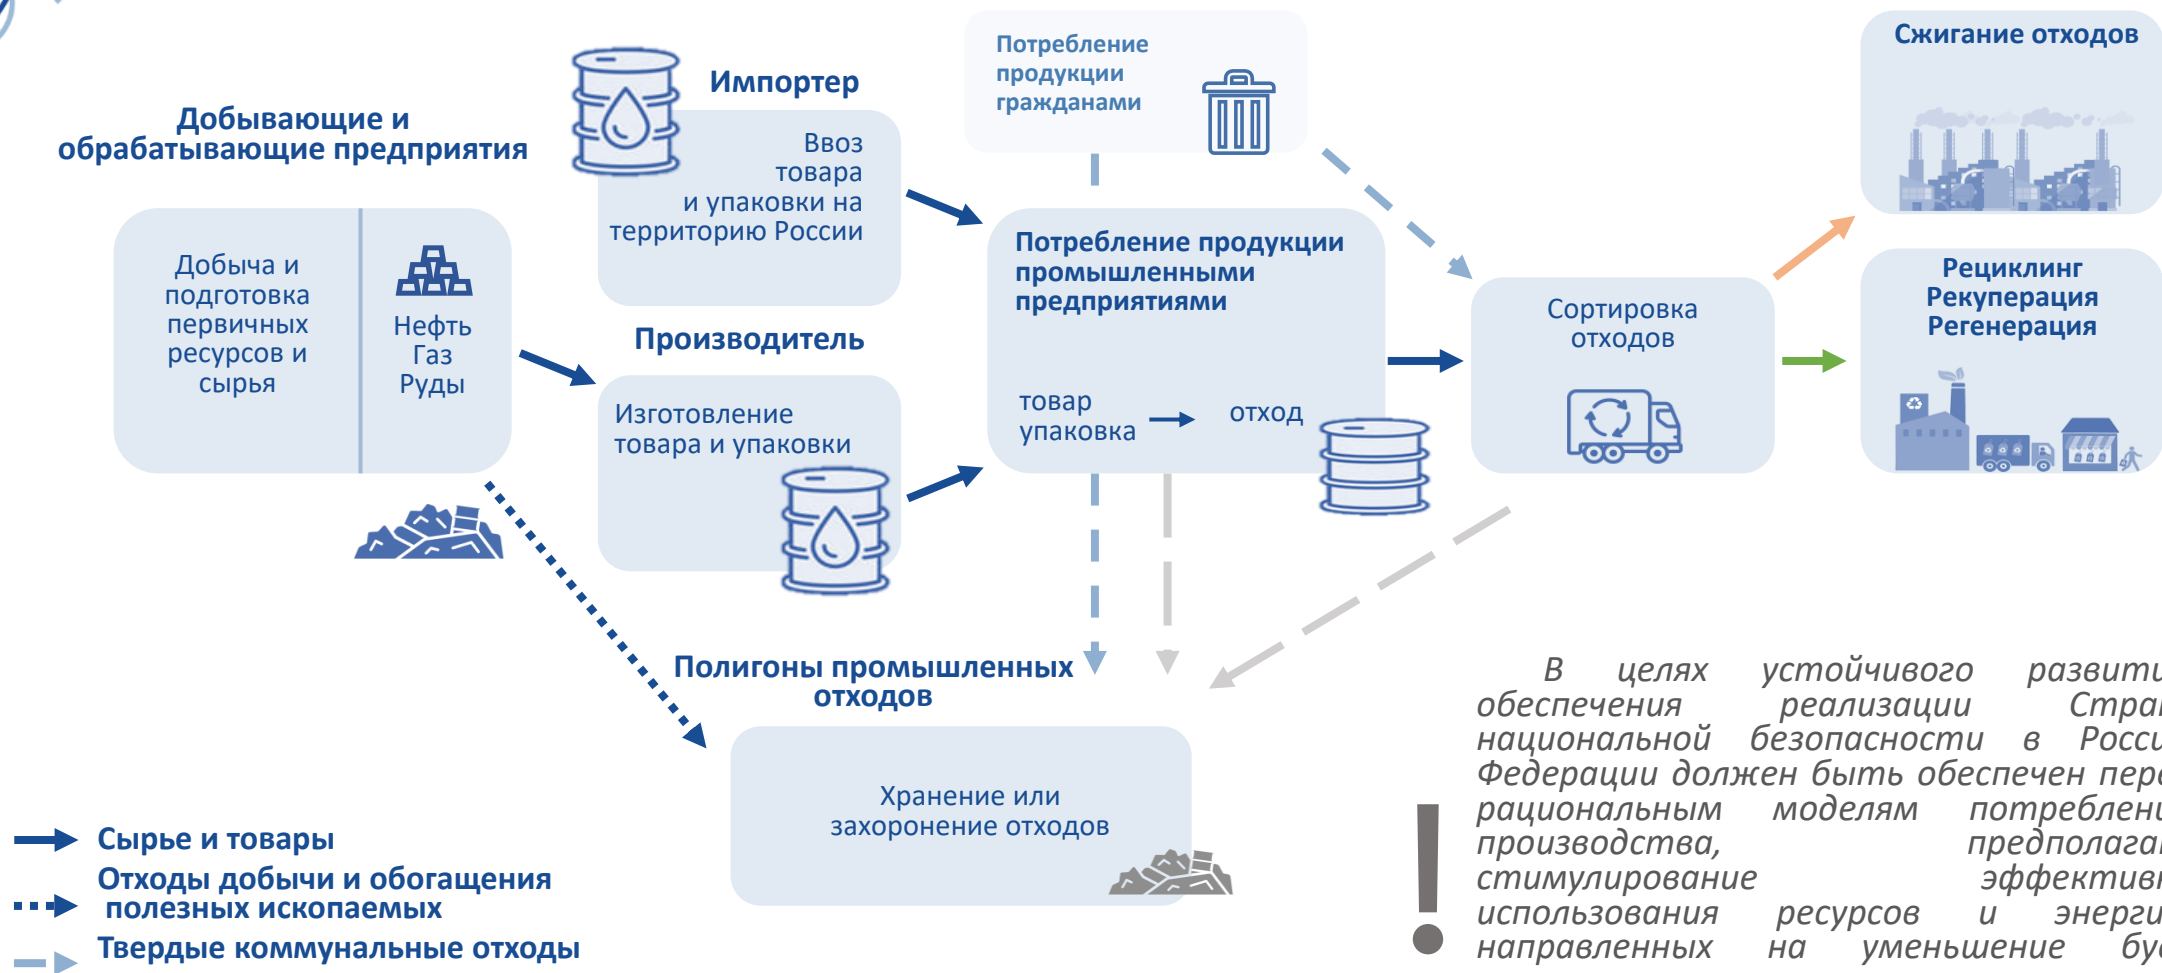 Добывающие и
обрабатывающие предприятия
Добыча и
подготовка
первичных
ресурсов и
сырья
Нефть
Газ
Руды
Импортер
Ввоз
товара
и упаковки на
территорию России
Производитель
Изготовление
товара и упаковки
Потребление
продукции
гражданами
Потребление продукции
промышленными
предприятиями
товар
упаковка
отход
Сортировка
отходов
Сжигание отходов
Рециклинг
Рекуперация
Регенерация
Полигоны промышленных
отходов
Хранение или
захоронение отходов
Сырье и товары
Отходы добычи и обогащения
полезных ископаемых
Твердые коммунальные отходы
!
В целях устойчивого
обеспечения реализации
национальной безопасности в
Федерации должен быть обеспечен
рациональным моделям
производства,
стимулирование
использования ресурсов и
направленных на уменьшение